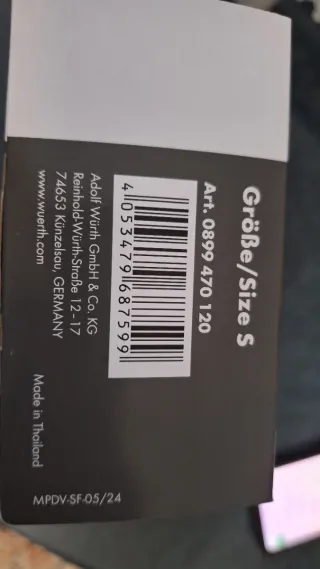 Größe/Size S
Art. 0899 470 120
4 053479 687599
Adolf Würth GmbH & Co. KG
Reinhold-Würth-Straße 12 - 17
74653 Künzelsau, GERMANY
www.wuerth.com
Made in Thailand
MPDV-SF-05/24